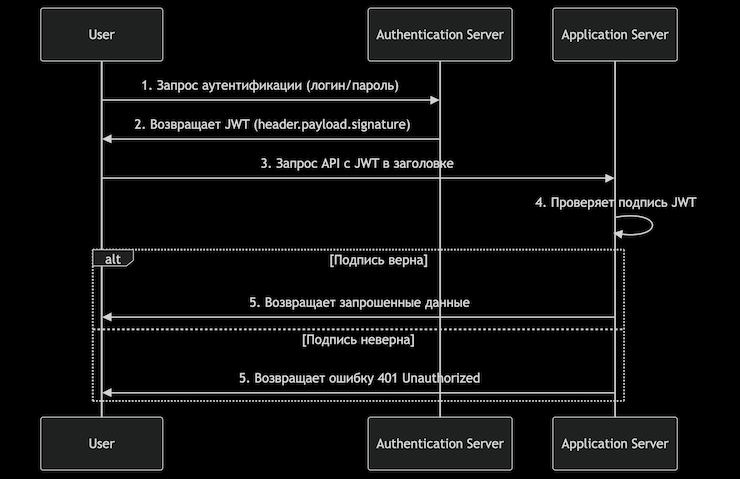 User
Authentication Server
Application Server
1. Запрос аутентификации (логин/пароль)
2. Возвращает JWT (header.payload.signature)
3. Запрос API с JWT в заголовке
4. Проверяет подпись JWT
alt
[Подпись верна]
5. Возвращает запрошенные данные
[Подпись неверна]
5. Возвращает ошибку 401 Unauthorized
User
Authentication Server
Application Server